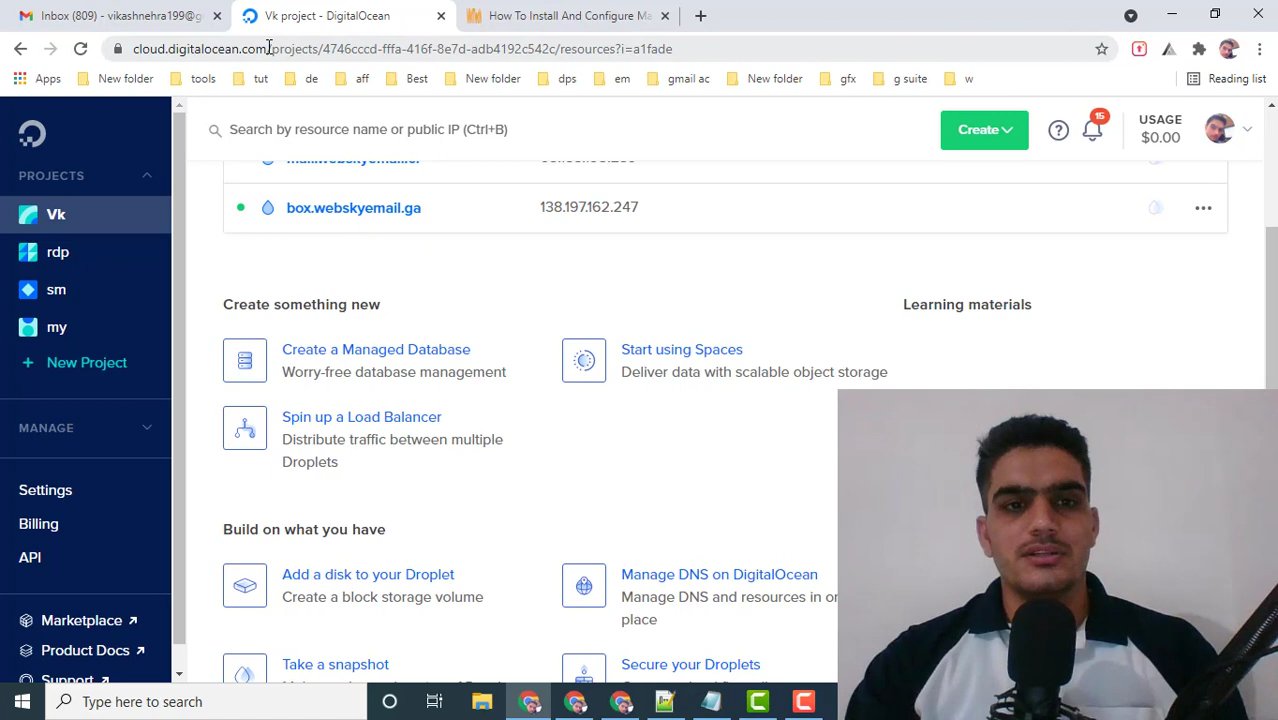 Inbox (809) - vikashnehra199@g
Vk project - DigitalOcean
How To Install And Configure Ma
cloud.digitalocean.com/projects/4746cccd-fffa-416f-8e7d-adb4192c542c/resources?i=a1fade
Apps
New folder
tools
tut
de
aff
Best
New folder
dps
em
gmail ac
New folder
gfx
g suite
w
Reading list
Search by resource name or public IP (Ctrl+B)
Create
15
USAGE
$0.00
PROJECTS
Vk
rdp
sm
my
+ New Project
MANAGE
Settings
Billing
API
Marketplace
Product Docs
Support
box.webskyemail.ga
138.197.162.247
Create something new
Learning materials
Create a Managed Database
Worry-free database management
Start using Spaces
Deliver data with scalable object storage
Spin up a Load Balancer
Distribute traffic between multiple
Droplets
Build on what you have
Add a disk to your Droplet
Create a block storage volume
Manage DNS on DigitalOcean
Manage DNS and resources in or
place
Take a snapshot
Secure your Droplets
Type here to search